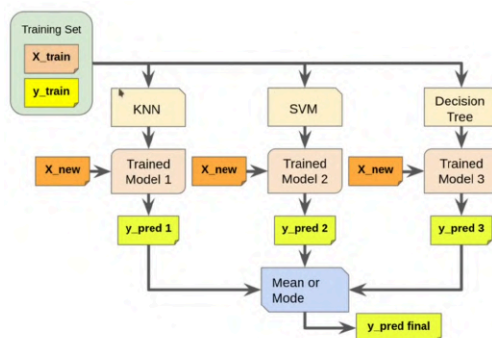 Training Set
X_train
y_train
KNN
SVM
Decision
Tree
X_new
Trained
Model 1
X_new
Trained
Model 2
X_new
Trained
Model 3
y_pred 1
y_pred 2
y_pred 3
Mean or
Mode
y_pred final